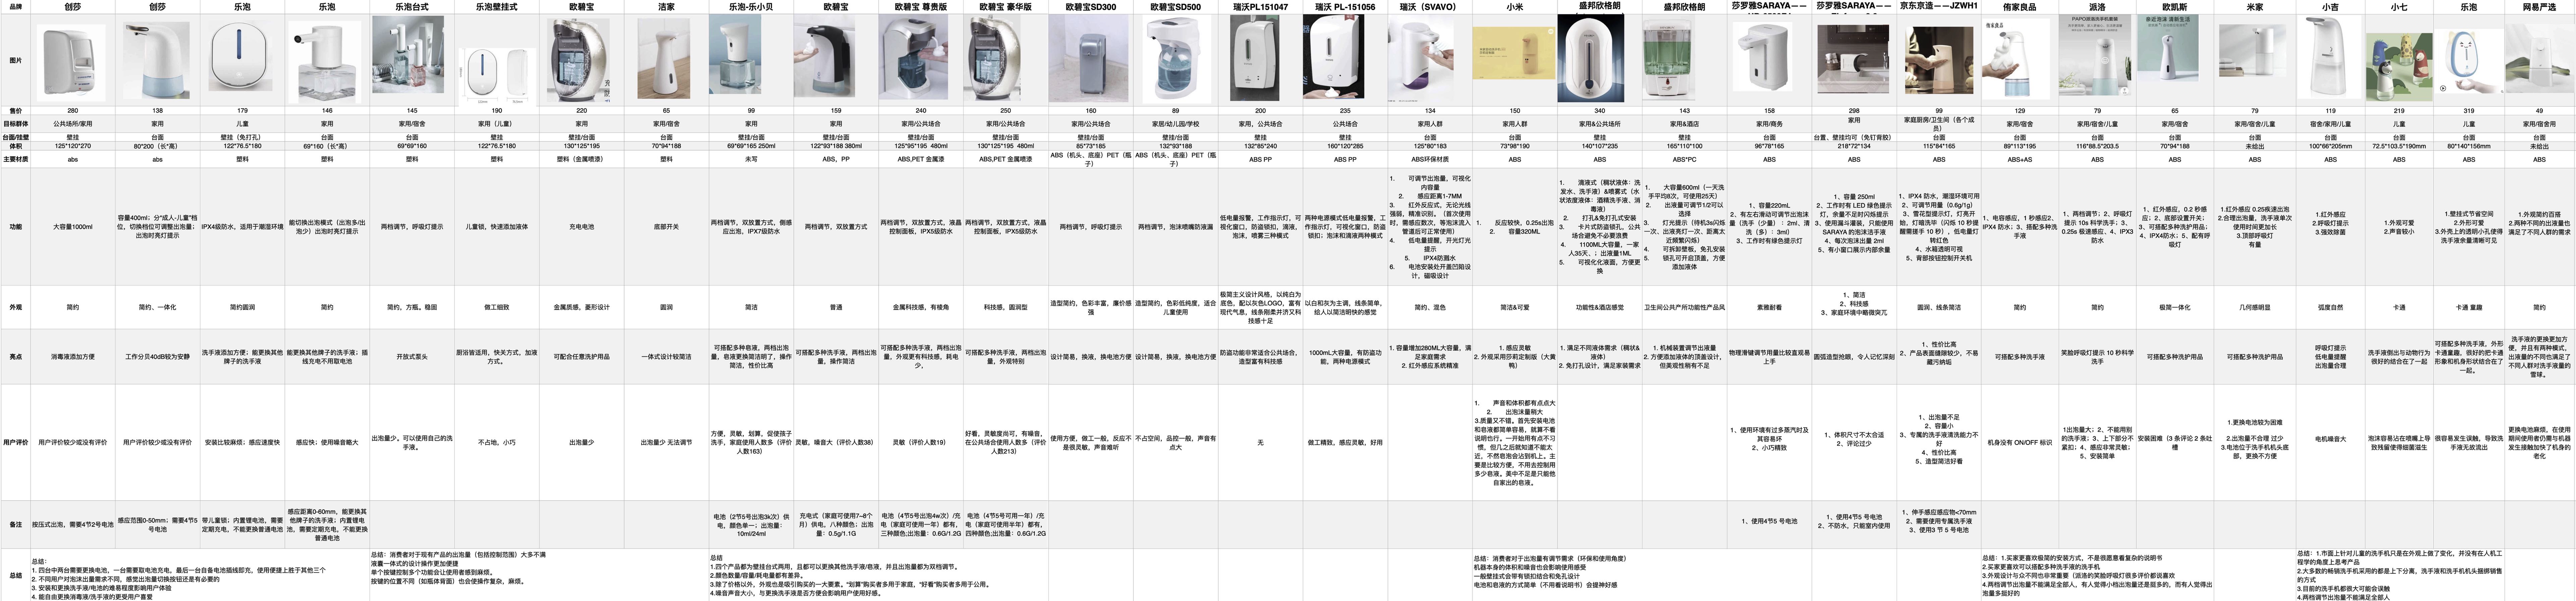 品牌 创莎 创莎 乐泡 乐泡 乐泡台式 乐泡壁挂式 欧碧宝 洁家 乐泡-乐小贝 欧碧宝 欧碧宝 尊贵版 欧碧宝 豪华版 欧碧宝SD300 欧碧宝SD500 瑞沃PL151047 瑞沃 PL-151056 瑞沃（SVAVO） 小米 盛邦欣格朗 盛邦欣格朗 莎罗雅SARAYA—— 莎罗雅SARAYA—— 京东京造——JZWH1 侑家良品 派洛 欧凯斯 米家 小吉 小七 乐泡 网易严选
图片
售价 280 138 179 146 145 190 220 65 99 159 240 250 160 89 200 235 134 150 340 143 158 298 99 129 79 65 79 119 219 319 49
目标群体 公共场所/家用 家用 儿童 家用 家用/宿舍 家用（儿童） 家用 家用/宿舍 家用 家用 家用/公共场合 家用/公共场合 家用/公共场合 家居/幼儿园/学校 家用，公共场合 公共场合 家用人群 家用人群 家用&公共场所 家用&酒店 家用/商务 家用 家庭厨房/卫生间（各个成员） 家用/宿舍 家用/宿舍/儿童 家用/宿舍 家用/宿舍/儿童 宿舍/家用/儿童 儿童 儿童 家用/宿舍用
台面/挂壁 壁挂 台面 壁挂（免打孔） 台面 台面 壁挂 壁挂/台面 台面 壁挂/台面 壁挂/台面 壁挂/台面 壁挂/台面 壁挂/台面 壁挂/台面 壁挂 壁挂 台面 台面 壁挂 壁挂 台面 台置、壁挂均可（免钉背胶） 台面 台面 台面 台面 台面 台面 台面 台面 台面
体积 125*120*270 80*200（长*高） 122*76.5*180 69*160（长*高） 69*69*160 122*76.5*180 130*125*195 70*94*188 69*69*165 250ml 122*93*188 380ml 125*95*195 480ml 130*125*195 480ml 85*73*185 132*93*188 132*85*240 160*120*285 125*80*183 73*98*190 140*107*235 165*110*100 96*78*165 218*72*134 115*84*165 89*113*195 116*88.5*203.5 70*94*188 未给出 100*66*205mm 72.5*103.5*190mm 80*140*156mm 未给出
主要材质 abs abs 塑料 塑料 塑料 塑料 塑料（金属喷漆） 塑料 未写 ABS，PP ABS,PET 金属漆 ABS,PET 金属喷漆 ABS（机头、底座）PET（瓶子） ABS（机头、底座）PET（瓶子） ABS PP ABS PP ABS环保材质 ABS ABS ABS*PC ABS ABS ABS ABS+AS ABS ABS ABS ABS ABS ABS ABS
功能
大容量1000ml
容量400ml；分“成人-儿童”档位，切换档位可调整出泡量；出泡时亮灯提示
IPX4级防水。适用于潮湿环境
能切换出泡模式（出泡多/出泡少）出泡时亮灯提示
两档调节，呼吸灯提示
儿童锁，快速添加液体
充电电池
底部开关
两档调节，双放置方式，侧感应出泡，IPX7级防水
两档调节，双放置方式
两档调节，双放置方式，液晶控制面板，IPX5级防水
两档调节，双放置方式，液晶控制面板，IPX5级防水
两档调节，呼吸灯提示
两档调节，泡沫喷嘴防液漏
低电量报警，工作指示灯，可视化窗口，防盗锁扣，滴液，泡沫，喷雾三种模式
两种电源模式低电量报警，工作指示灯，可视化窗口，防盗锁扣；泡沫和滴液两种模式
1. 可调节出泡量，可视化内容量
2. 感应距离1-7MM
3. 红外反应式，无论光线强弱，精准识别。（首次使用时，需感应数次，等泡沫流入管道后可正常使用）
4. 低电量提醒，开光灯光提示
5. IPX4防溅水
6. 电池安装处开盖凹陷设计，磁吸设计
1. 反应较快，0.25s出泡
2. 容量320ML
1. 滴液式（稠状液体：洗发水、洗手液）&喷雾式（水状浓度液体：酒精洗手液、消毒液）
2. 打孔&免打孔式安装
3. 卡片式防盗锁孔，公共场合避免不必要浪费
4. 1100ML大容量，一家人35天、；出液量1ML
5. 可视化化液面，方便更换
1. 大容量600ml（一天洗手平均8次，可使用25天）
2. 出液量可调节1/2可以选择
3. 灯光提示（待机3s闪烁一次、出液亮灯一次、距离太近频繁闪烁）
4. 可拆卸壁板，免孔安装
5. 锁孔可开启顶盖，方便添加液体
1、容量220mL
2、有左右滑动可调节出泡沫量（洗手（少量）：2ml、清洗（多）：3ml）
3、工作时有绿色提示灯
1、容量 250ml
2、工作时有 LED 绿色提示灯，余量不足时闪烁提示
3、使用漏斗灌装，只能使用SARAYA 的泡沫洁手液
4、每次泡沫出量 2ml
5、有小窗口展示内部余量
1、IPX4 防水，潮湿环境可用
2、可调节用量（0.6g/1g）
3、雪花型提示灯，灯亮开始，灯暗洗毕（闪烁 10 秒提醒需搓手 10 秒），低电量灯转红色
4、水箱透明可视
5、背部按钮控制开关机
1、电容感应，1 秒感应2、IPX4 防水；3、搭配多种洗手液
1、两档调节；2、呼吸灯提示 10s 科学洗手；3、0.25s 极速感应、4、IPX3 防水
1、红外感应，0.2 秒感应；2、底部设置开关；3、可搭配多种洗护用品；4、IPX4防水；5、配有呼吸灯
1.红外感应 0.25秒速出泡
2.合理出泡量，洗手液单次使用时间更加长
3.顶部呼吸灯
有量
1.红外感应
2.呼吸灯提示
3.强效除菌
1.外观可爱
2.声音较小
1.壁挂式节省空间
2.外形可爱
3.外壳上的透明小孔使得洗手液余量清晰可见
1.外观简约百搭
2.两种不同的出液量也满足了不同人群的需求
外观 简约 简约、一体化 简约圆润 简约 简约，方瓶，稳固 做工细致 金属质感，菱形设计 圆润 简洁 普通 金属科技感，有棱角 科技感，圆润型 造型简约，色彩丰富，廉价感强 造型简约，色彩低纯度，适合儿童使用
极简主义设计风格，以纯白为底色，配以灰色LOGO，富有现代气息，线条刚柔并济又科技感十足
以白和灰为主调，线条简单，给人以简洁明快的感觉
简约、混色 简洁&可爱 功能性&酒店感 卫生间公共产所功能性产品风 素雅耐看
1、简洁
2、科技感
3、家庭环境中略微突兀
圆润、线条简洁 简约 简约 极简一体化 几何感明显 弧度自然 卡通 卡通 童趣 简约
亮点
消毒液添加方便
工作分贝40dB较为安静
洗手液添加方便；能更换其他牌子的洗手液
能更换其他牌子的洗手液；插线充电不用取电池
开放式泵头
厨浴皆适用，快关方式，加液方式。
可配合任意洗护用品
一体式设计较简洁
可搭配多种皂液，两档出泡量，皂液更换简洁明了，操作简洁，性价比高
可搭配多种洗手液，两档出泡量，操作简洁
可搭配多种洗手液，两档出泡量，外观更有科技感，耗电少，
可搭配多种洗手液，两档出泡量，外观特别
设计简易，换液，换电池方便
设计简易，换液，换电池方便
防盗功能非常适合公共场合，造型富有科技感
1000mL大容量，有防盗功能，两种电源模式
1. 容量增加280ML大容量，满足家庭需求
2. 红外感应系统精准
1. 感应灵敏
2. 外观采用莎莉定制版（大黄鸭）
1. 满足不同液体需求（稠状&液体）
2. 免打孔设计，满足家装需求
1. 机械装置调节出液量
2. 方便添加液体的顶盖设计，但美观性稍有不足
物理滑键调节用量比较直观易上手
圆弧造型抢眼，令人记忆深刻
1、性价比高
2、产品表面缝隙较少，不易藏污纳垢
可搭配多种洗手液
笑脸呼吸灯提示 10 秒科学洗手
可搭配多种洗护用品
可搭配多种洗护用品
呼吸灯提示
低电量提醒
出泡量合理
洗手液倒出与动物行为很好的结合在了一起
可搭配多种洗手液，外形卡通童趣。很好的把卡通形象和机身形状结合在了一起。
洗手液的更换更加方便，并且有两种模式，出液量的不同也满足了不同人群对洗手液量的雪球。
用户评价
用户评价较少或没有评价
用户评价较少或没有评价
安装比较麻烦；感应速度快
感应快；使用噪音略大
出泡量少。可以使用自己的洗手液。
不占地，小巧
出泡量少
出泡量少 无法调节
方便，灵敏，划算，促使孩子洗手，家庭使用人数多（评价人数163）
灵敏，噪音大（评价人数38）
灵敏（评价人数19）
好看，灵敏度尚可，有噪音，在公共场合使用人数多（评价人数213）
使用方便，做工一般，反应不是很灵敏，声音难听
不占空间，品控一般，声音有点大
无
做工精致，感应灵敏，好用
1. 声音和体积都有点点大
2. 出泡沫量稍大
3.质量又不错。首先安装电池和皂液都简单容易，就算不看说明也行。一开始用有点不习惯，但几之后就知道不能太近，不然皂泡会沾到机上。主要是比较方便，不用去控制用多少皂液。美中不足是只能他自家出的皂液。
1、使用环境有过多蒸汽时及其容易坏
2、小巧精致
1、体积尺寸不太合适
2、评论过少
1、出泡量不足
2、容量小
3、专属的洗手液清洗能力不好
4、性价比高
5、造型简洁好看
机身没有 ON/OFF 标识
1出泡量大；2、不能用别的洗手液；3、上下部分不紧扣；4、感应非常灵敏；5、安装简单
安装困难（3 条评论 2 条吐槽
1.更换电池较为困难
2.出泡量不合理 过少
3.电池位于洗手机机头底部，更换不方便
电机噪音大
泡沫容易沾在喷嘴上导致残留使得细菌滋生
很容易发生误触，导致洗手液无故流出
更换电池麻烦，在使用期间使用者仍需与机器发生接触加快了机身的老化
备注
按压式出泡，需要4节2号电池
感应范围0-50mm；需要4节5号电池
带儿童锁；内置锂电池，需要定期充电，不能更换普通电池
感应距离0-60mm，能更换其他牌子的洗手液；内置锂电池，需要定期充电，不能更换普通电池
电池（2节5号出泡3k次）供电，颜色单一；出泡量：10ml/24ml
充电式（家庭可使用7~8个月）供电，八种颜色；出泡量：0.5g/1.1G
电池（4节5号出泡4w次）/充电（家庭可使用一年）都有，三种颜色;出泡量：0.6G/1.2G
电池（4节5号可用一年）/充电（家庭可使用半年）都有，四种颜色;出泡量：0.6G/1.2G
1、使用4节5 号电池
1、使用4节5 号电池
2、不防水，只能室内使用
1、伸手感应感应物<70mm
2、需要使用专属洗手液
3、使用3 节 5 号电池
总结
总结：
1. 四台中两台需要更换电池，一台需要取电池充电，最后一台自备电池插线即充，使用便捷上胜于其他三个
2. 不同用户对泡沫出量需求不同，感觉出泡量切换按钮还是有必要的
3. 安装和更换洗手液/电池的难易程度影响用户体验
4. 能自由更换消毒液/洗手液的更受用户喜爱
总结：消费者对于现有产品的出泡量（包括控制范围）大多不满
液囊一体式的设计操作更加便捷
单个按键控制多个功能会让使用者感到麻烦。
按键的位置不同（如瓶体背面）也会使操作复杂，麻烦。
总结
1.四个产品都为壁挂台式两用，且都可以更换其他洗手液/皂液，并且出泡量都为双档调节。
2.颜色数量/容量/耗电量都有差异。
3.除了价格以外，外观也是吸引购买的一大要素。“划算”购买者多用于家庭，“好看”购买者多用于公用。
4.噪音声音大小，与更换洗手液是否方便会影响用户使用好感。
总结：消费者对于出泡量有调节需求（环保和使用角度）
机器本身的体积和噪音也会影响使用感受
一般壁挂式会带有锁扣结合和免孔设计
电池和皂液的方式简单（不用看说明书）会提神好感
总结：1.买家更喜欢极简的安装方式，不是很愿意看复杂的说明书
2.买家更喜欢可以搭配多种洗手液的洗手机
3.外观设计与众不同也非常重要（派洛的笑脸呼吸灯很多评价都说喜欢
4.两档调节出泡量不能满足全部人，有人觉得小档出泡量还是挺多的，而有人觉得出泡量多挺好的
总结：1.市面上针对儿童的洗手机只是在外观上做了变化，并没有在人机工程学的角度上思考产品
2.大多数的畅销洗手机采用的都是上下分离，洗手液和洗手机机头捆绑销售的方式
3.目前的洗手机都很大可能会误触
4.两档调节出泡量不能满足全部人